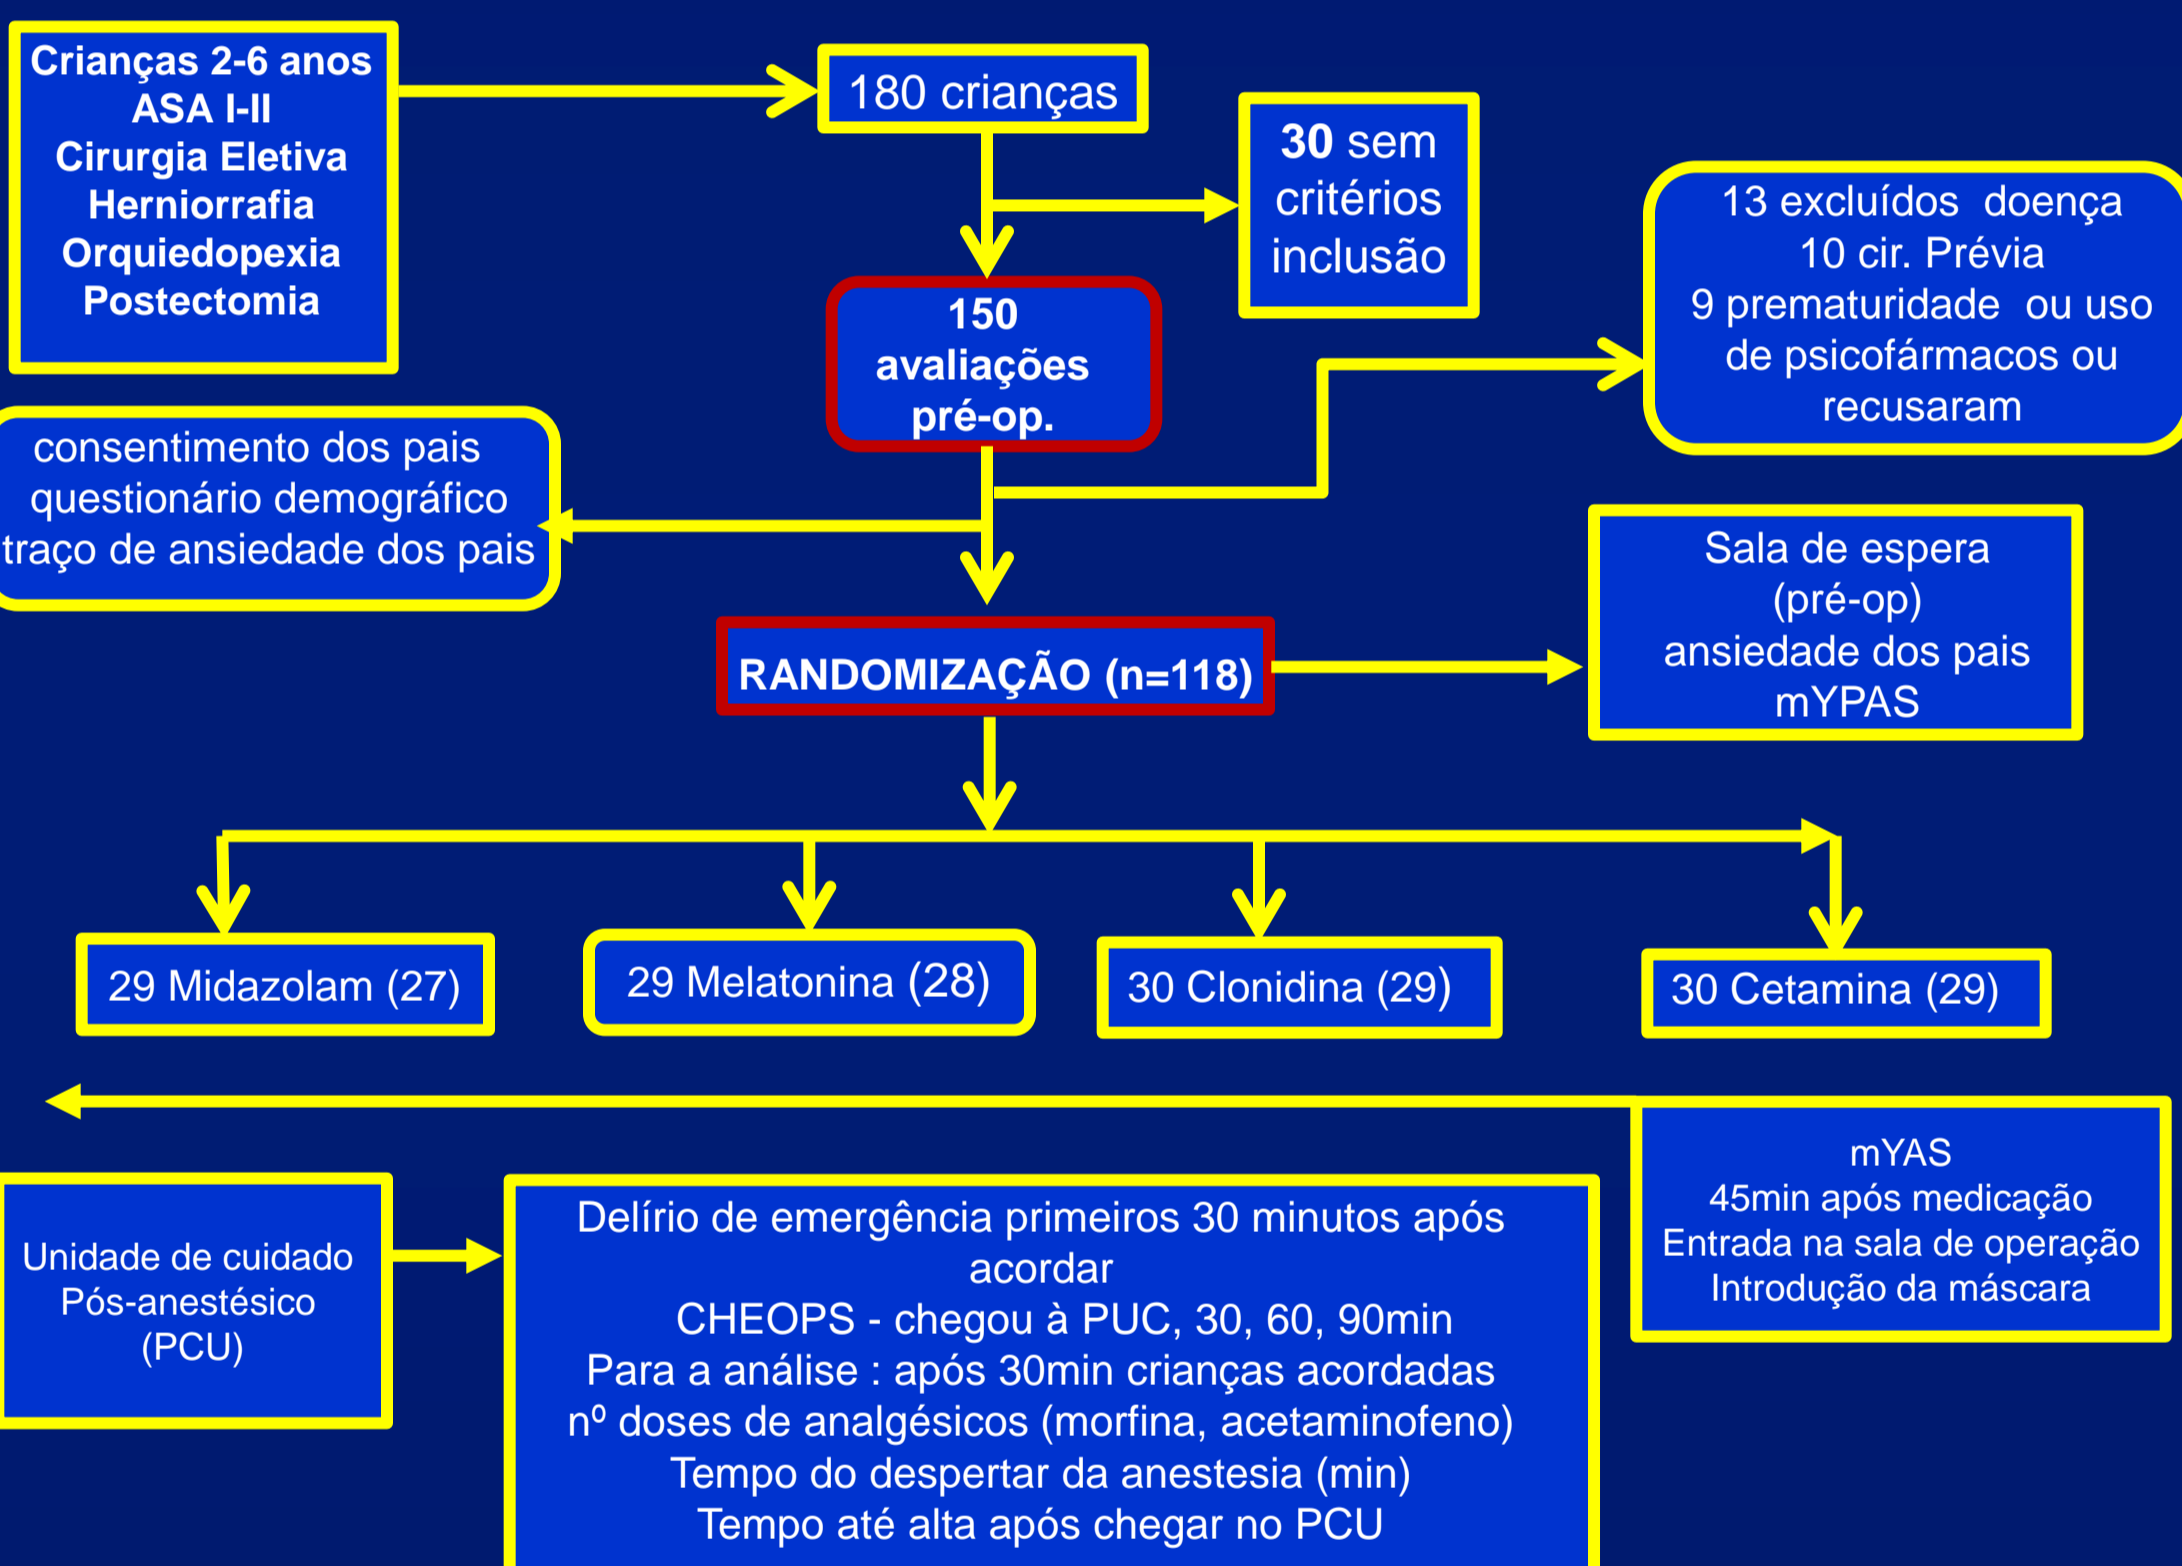 Crianças 2-6 anos
ASA I-II
Cirurgia Eletiva
Herniorrafia
Orquiedopexia
Postectomia
180 crianças
30 sem
critérios
inclusão
13 excluídos doença
10 cir. Prévia
9 prematuridade ou uso
de psicofármacos ou
recusaram
150
avaliações
pré-op.
consentimento dos pais
questionário demográfico
traço de ansiedade dos pais
Sala de espera
(pré-op)
ansiedade dos pais
mYPAS
RANDOMIZAÇÃO (n=118)
29 Midazolam (27)
29 Melatonina (28)
30 Clonidina (29)
30 Cetamina (29)
mYAS
45min após medicação
Entrada na sala de operação
Introdução da máscara
Unidade de cuidado
Pós-anestésico
(PCU)
Delírio de emergência primeiros 30 minutos após
acordar
CHEOPS - chegou à PUC, 30, 60, 90min
Para a análise : após 30min crianças acordadas
nº doses de analgésicos (morfina, acetaminofeno)
Tempo do despertar da anestesia (min)
Tempo até alta após chegar no PCU